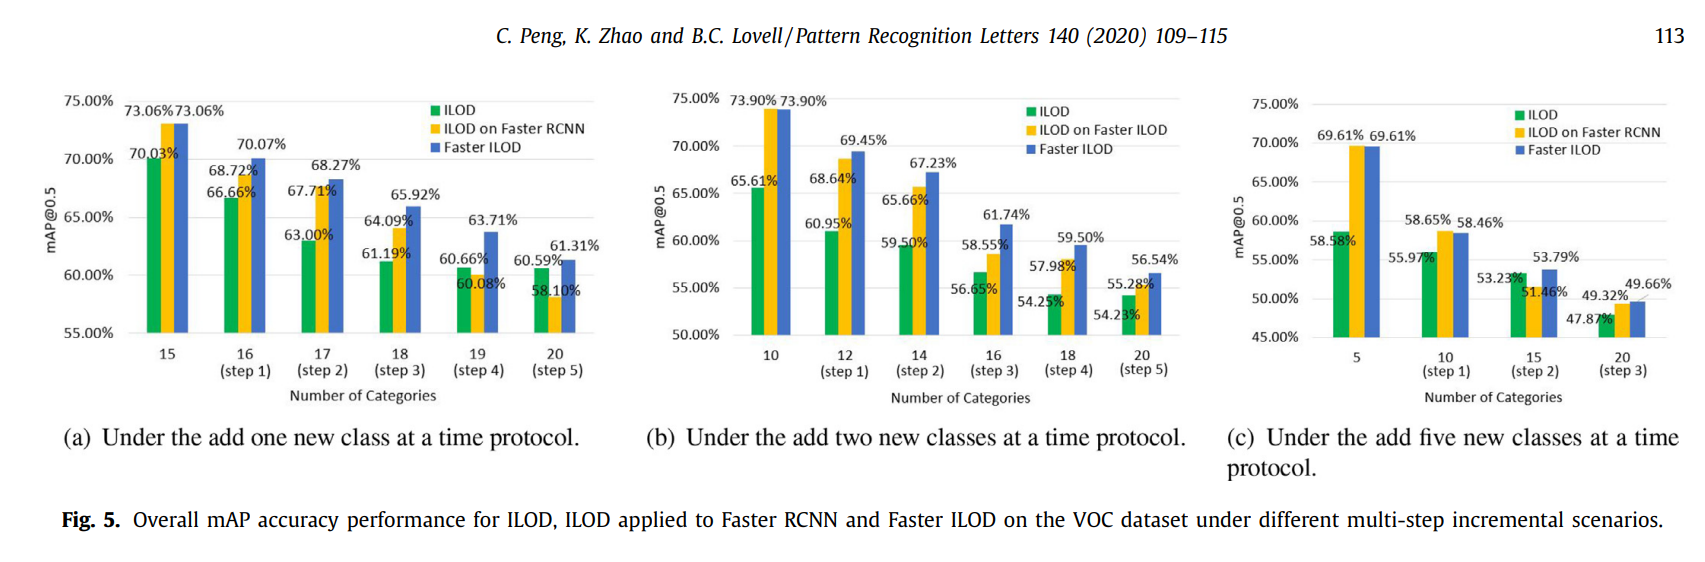 C. Peng, K. Zhao and B.C. Lovell / Pattern Recognition Letters 140 (2020) 109–115
113
75.00%
70.00%
65.00%
60.00%
55.00%
mAP@0.5
73.06% 73.06%
70.03%
70.07%
68.72%
66.66%
68.27%
67.71%
63.00%
65.92%
64.09%
61.19%
63.71%
60.66%
60.08%
61.31%
60.59%
58.10%
ILOD
ILOD on Faster RCNN
Faster ILOD
15
16
(step 1)
17
(step 2)
18
(step 3)
19
(step 4)
20
(step 5)
Number of Categories
(a) Under the add one new class at a time protocol.
75.00%
70.00%
65.00%
60.00%
55.00%
50.00%
mAP@0.5
73.90% 73.90%
65.61%
69.45%
68.64%
60.95%
67.23%
65.66%
59.50%
61.74%
58.55%
56.65%
59.50%
57.98%
54.25%
56.54%
55.28%
54.23%
ILOD
ILOD on Faster ILOD
Faster ILOD
10
12
(step 1)
14
(step 2)
16
(step 3)
18
(step 4)
20
(step 5)
Number of Categories
(b) Under the add two new classes at a time protocol.
75.00%
70.00%
65.00%
60.00%
55.00%
50.00%
45.00%
mAP@0.5
69.61% 69.61%
58.58%
58.65% 58.46%
55.97%
53.79%
53.23%
51.46%
49.66%
49.32%
47.87%
ILOD
ILOD on Faster RCNN
Faster ILOD
5
10
(step 1)
15
(step 2)
20
(step 3)
Number of Categories
(c) Under the add five new classes at a time
protocol.
Fig. 5. Overall mAP accuracy performance for ILOD, ILOD applied to Faster RCNN and Faster ILOD on the VOC dataset under different multi-step incremental scenarios.